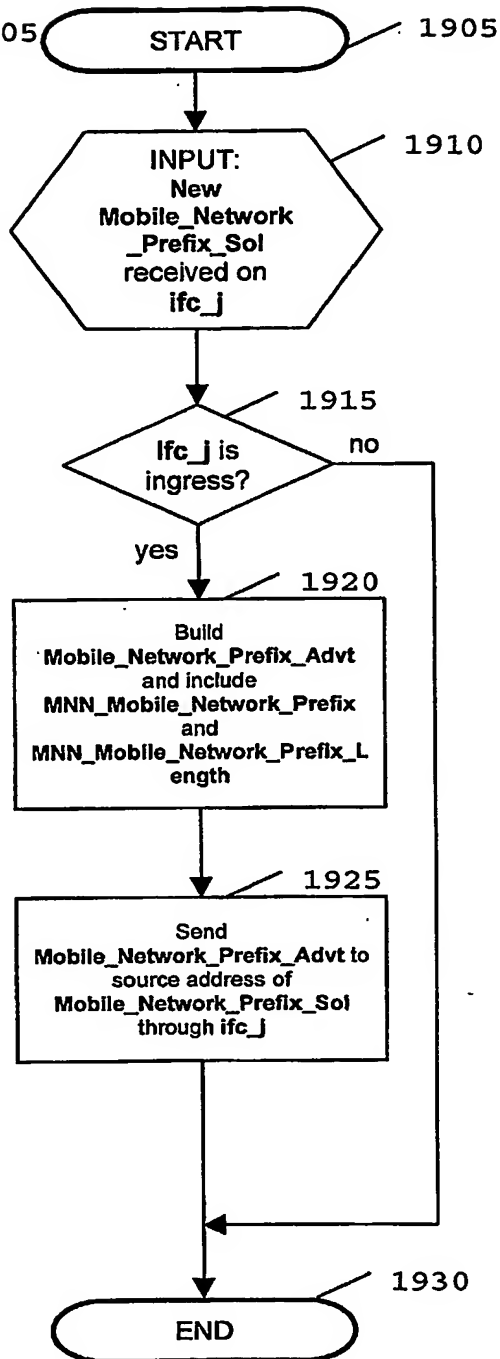 05
START
1905
1910
INPUT:
New
Mobile_Network
_Prefix_Sol
received on
ifc_j
1915
Ifc_j is
ingress?
no
yes
1920
Build
Mobile_Network_Prefix_Advt
and include
MNN_Mobile_Network_Prefix
and
MNN_Mobile_Network_Prefix_L
ength
1925
Send
Mobile_Network_Prefix_Advt to
source address of
Mobile_Network_Prefix_Sol
through ifc_j
1930
END